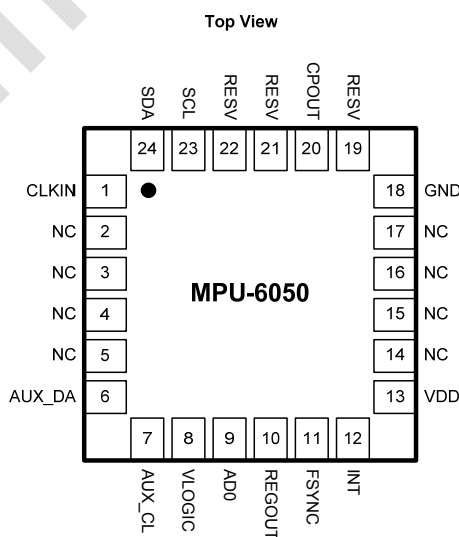 Top View
SDA
SCL
RESV
RESV
CPOUT
RESV
24
23
22
21
20
19
CLKIN 1
18 GND
NC 2
17 NC
NC 3
16 NC
MPU-6050
NC 4
15 NC
NC 5
14 NC
AUX_DA 6
13 VDD
7
8
9
10
11
12
AUX_CL
VLOGIC
AD0
REGOUT
FSYNC
INT